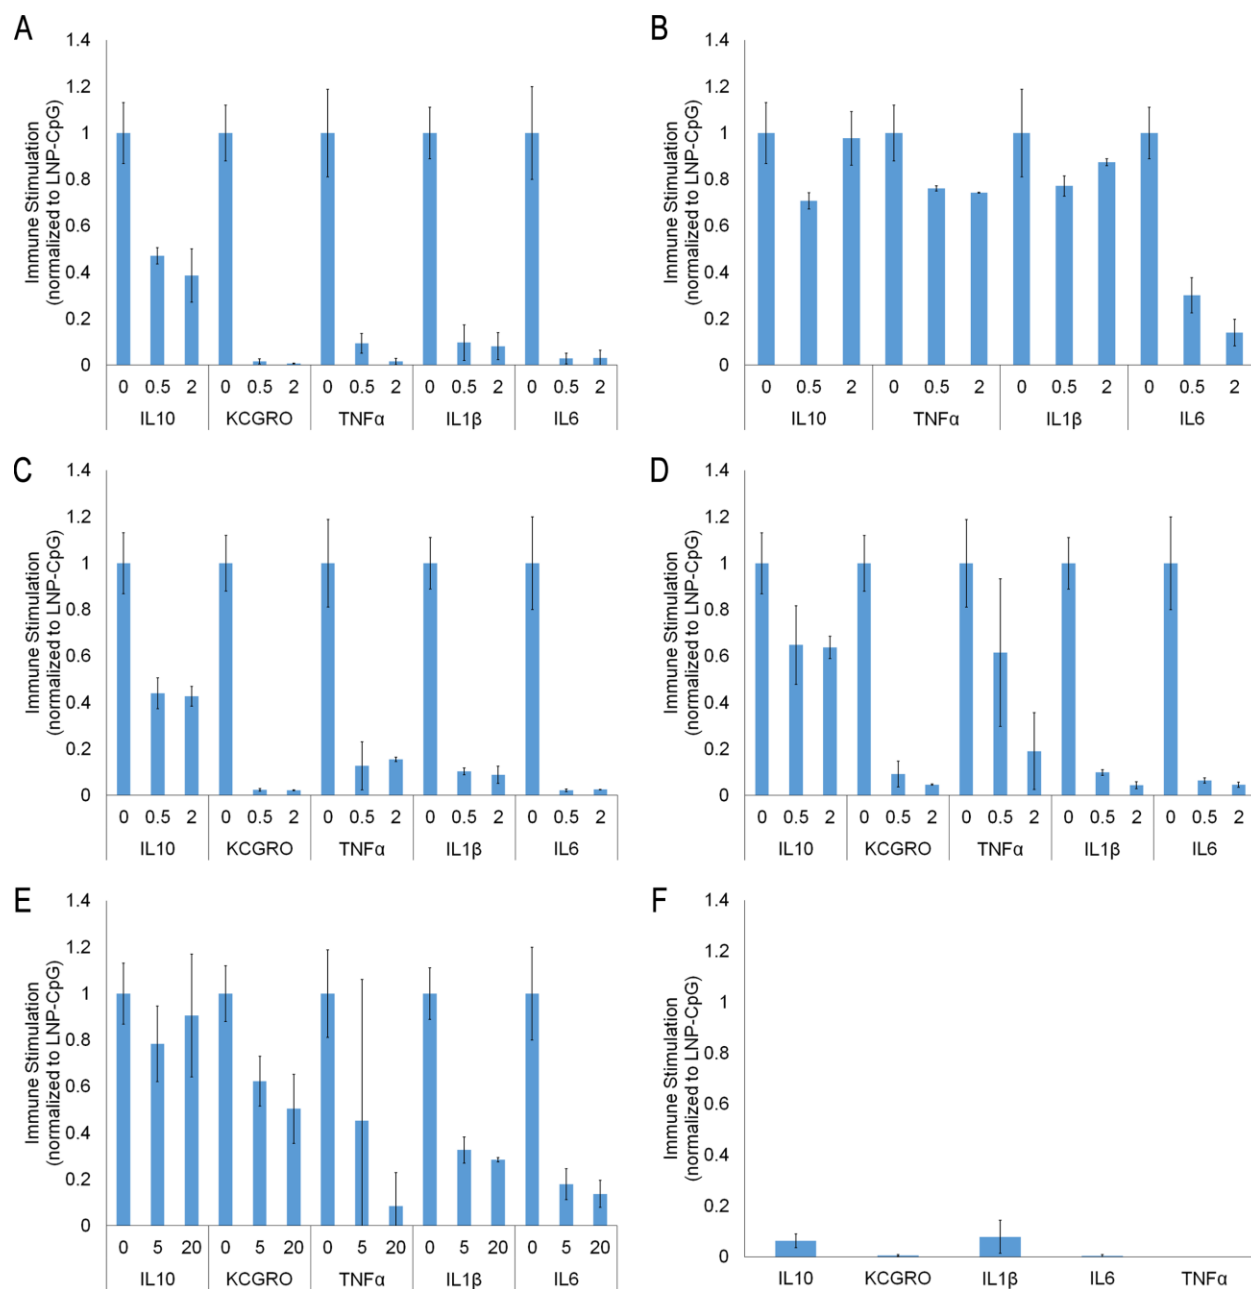 A
Immune Stimulation
(normalized to LNP-CpG)
1.4
1.2
1
0.8
0.6
0.4
0.2
0
0 0.5 2 0 0.5 2 0 0.5 2 0 0.5 2 0 0.5 2
IL10 KCGRO TNFα IL1β IL6
B
Immune Stimulation
(normalized to LNP-CpG)
1.4
1.2
1
0.8
0.6
0.4
0.2
0
0 0.5 2 0 0.5 2 0 0.5 2 0 0.5 2
IL10 TNFα IL1β IL6
C
Immune Stimulation
(normalized to LNP-CpG)
1.4
1.2
1
0.8
0.6
0.4
0.2
0
0 0.5 2 0 0.5 2 0 0.5 2 0 0.5 2 0 0.5 2
IL10 KCGRO TNFα IL1β IL6
D
Immune Stimulation
(normalized to LNP-CpG)
1.4
1.2
1
0.8
0.6
0.4
0.2
0
0 0.5 2 0 0.5 2 0 0.5 2 0 0.5 2 0 0.5 2
IL10 KCGRO TNFα IL1β IL6
E
Immune Stimulation
(normalized to LNP-CpG)
1.4
1.2
1
0.8
0.6
0.4
0.2
0
0 5 20 0 5 20 0 5 20 0 5 20 0 5 20
IL10 KCGRO TNFα IL1β IL6
F
Immune Stimulation
(normalized to LNP-CpG)
1.4
1.2
1
0.8
0.6
0.4
0.2
0
IL10 KCGRO IL1β IL6 TNFα